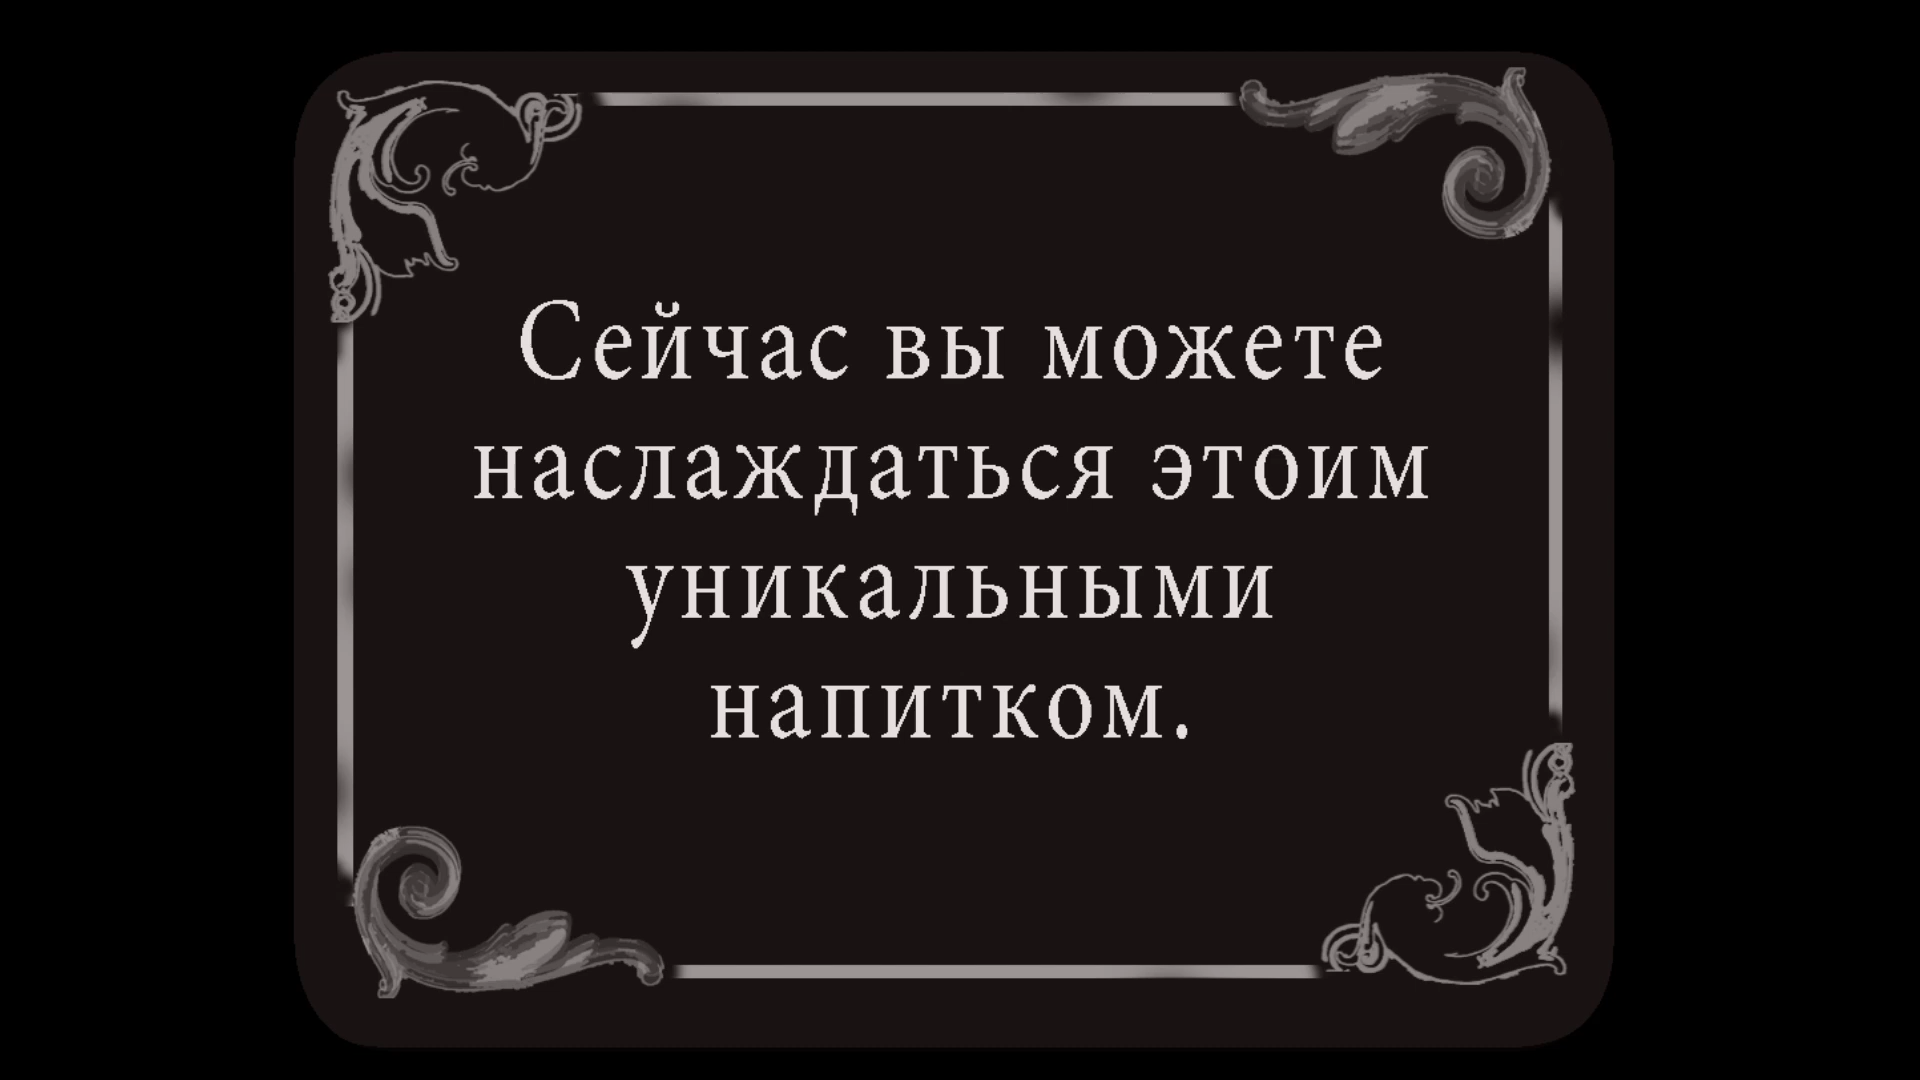 Сейчас вы можете
наслаждаться этоим
уникальными
напитком.